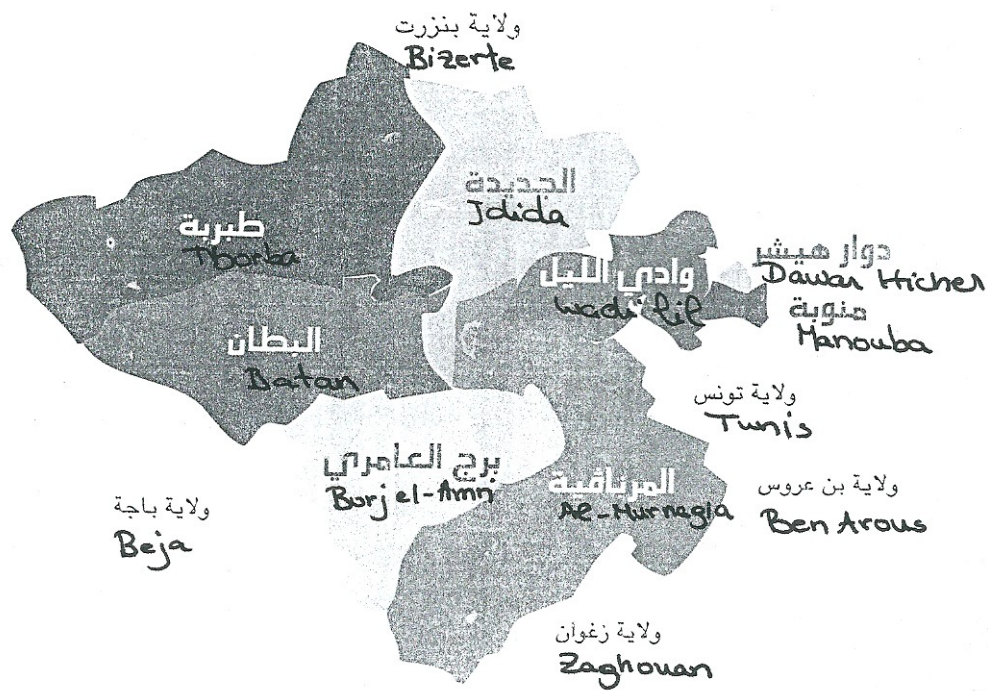 ولاية بنزرت
Bizerte
الجديدة
Jdida
طبربة
Tborba
دوار هيشر
Dawar Hicher
وادي الليل
Wadi lil
منوبة
Manouba
البطان
Batan
ولاية تونس
Tunis
برج العامري
Burj el-Amri
المرناقية
Al-Murnagia
ولاية بن عروس
Ben Arous
ولاية باجة
Beja
ولاية زغوان
Zaghouan